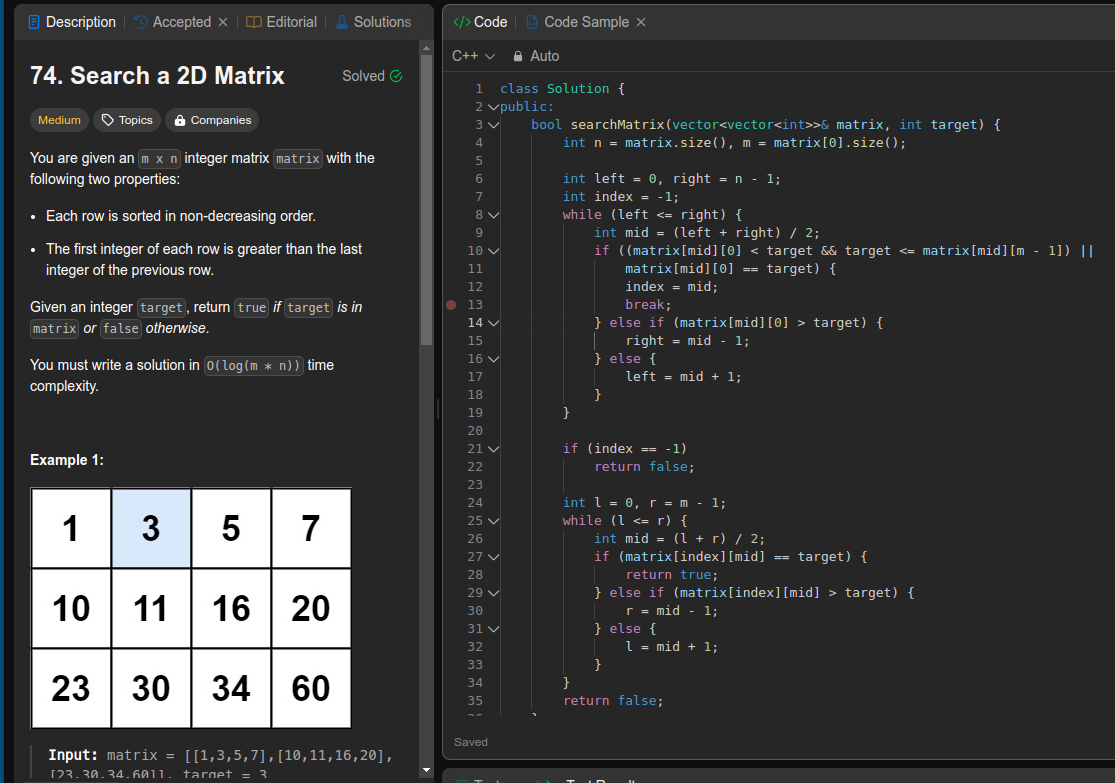 Description
Accepted
Editorial
Solutions
74. Search a 2D Matrix
Solved
Medium
Topics
Companies
You are given an m x n integer matrix matrix with the
following two properties:
• Each row is sorted in non-decreasing order.
• The first integer of each row is greater than the last
integer of the previous row.
Given an integer target, return true if target is in
matrix or false otherwise.
You must write a solution in O(log(m * n)) time
complexity.
Example 1:
1 3 5 7
10 11 16 20
23 30 34 60
Input: matrix = [[1,3,5,7],[10,11,16,20],
[23,30,34,60]], target = 3
</> Code
Code Sample
C++
Auto
1 class Solution {
2 public:
3     bool searchMatrix(vector<vector<int>>& matrix, int target) {
4         int n = matrix.size(), m = matrix[0].size();
5
6         int left = 0, right = n - 1;
7         int index = -1;
8         while (left <= right) {
9             int mid = (left + right) / 2;
10             if ((matrix[mid][0] < target && target <= matrix[mid][m - 1]) ||
11                 matrix[mid][0] == target) {
12                 index = mid;
13                 break;
14             } else if (matrix[mid][0] > target) {
15                 right = mid - 1;
16             } else {
17                 left = mid + 1;
18             }
19         }
20
21         if (index == -1)
22             return false;
23
24         int l = 0, r = m - 1;
25         while (l <= r) {
26             int mid = (l + r) / 2;
27             if (matrix[index][mid] == target) {
28                 return true;
29             } else if (matrix[index][mid] > target) {
30                 r = mid - 1;
31             } else {
32                 l = mid + 1;
33             }
34         }
35         return false;
Saved